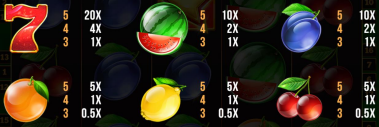 7 5 20X 5 10X 5 10X
4 4X 4 2X 4 2X
3 1X 3 1X 3 1X
5 5X 5 5X 5 5X
4 1X 4 1X 4 1X
3 0.5X 3 0.5X 3 0.5X